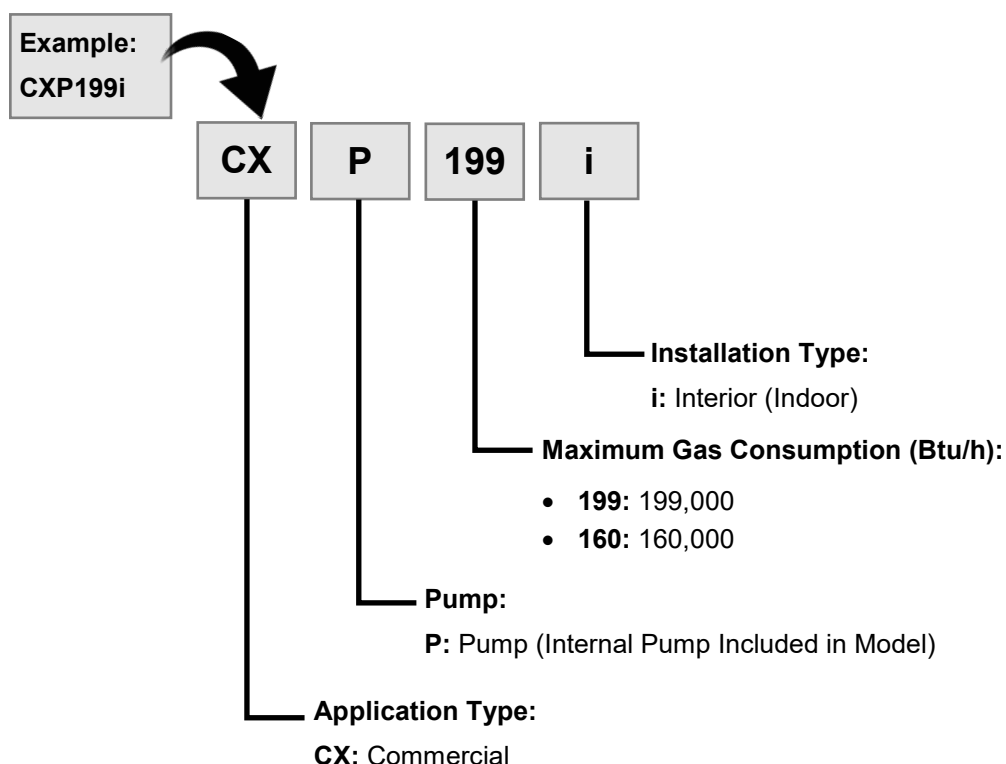 Example:
CXP199i
CX P 199 i
Installation Type:
i: Interior (Indoor)
Maximum Gas Consumption (Btu/h):
• 199: 199,000
• 160: 160,000
Pump:
P: Pump (Internal Pump Included in Model)
Application Type:
CX: Commercial